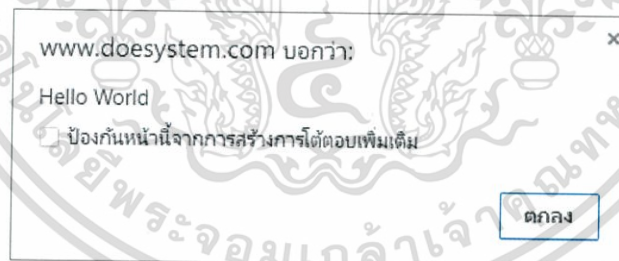 www.doesystem.com บอกว่า:
×
Hello World
ป้องกันหน้านี้จากการสร้างการโต้ตอบเพิ่มเติม
ตกลง